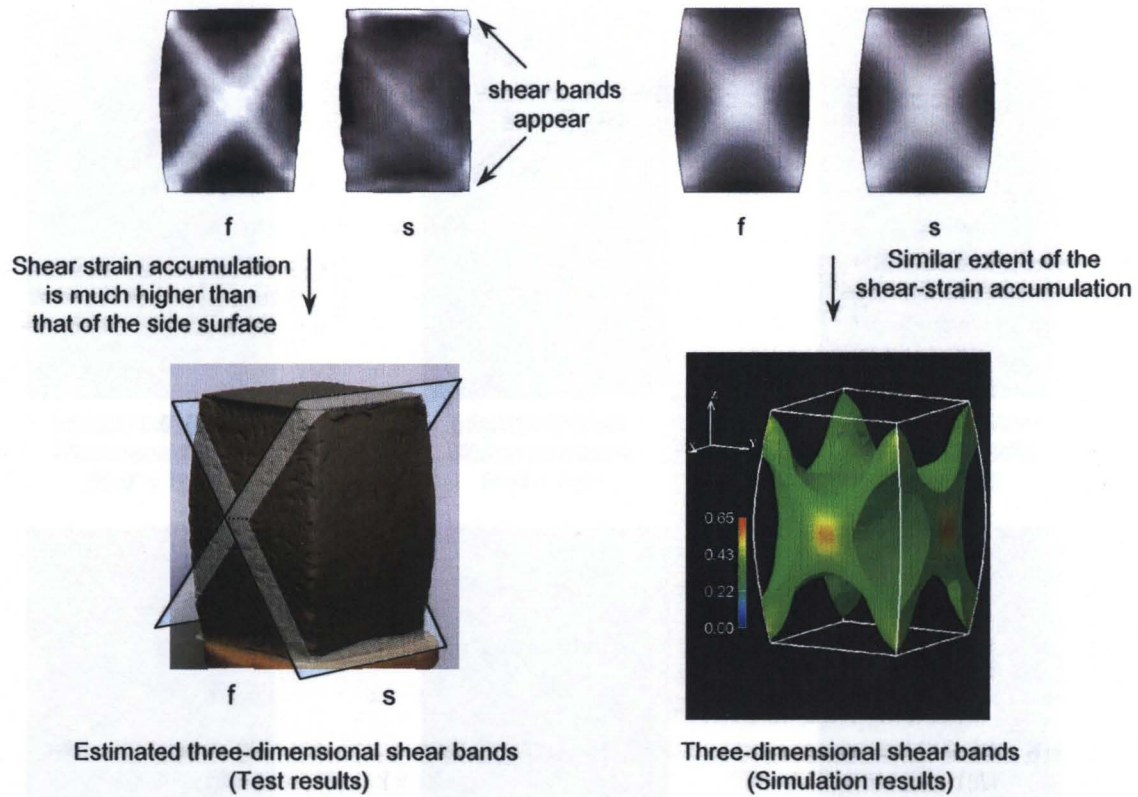 shear bands
appear
f
s
f
s
Shear strain accumulation
is much higher than
that of the side surface
Similar extent of the
shear-strain accumulation
Z
X
Y
0.65
0.43
0.22
0.00
f
s
Estimated three-dimensional shear bands
(Test results)
Three-dimensional shear bands
(Simulation results)